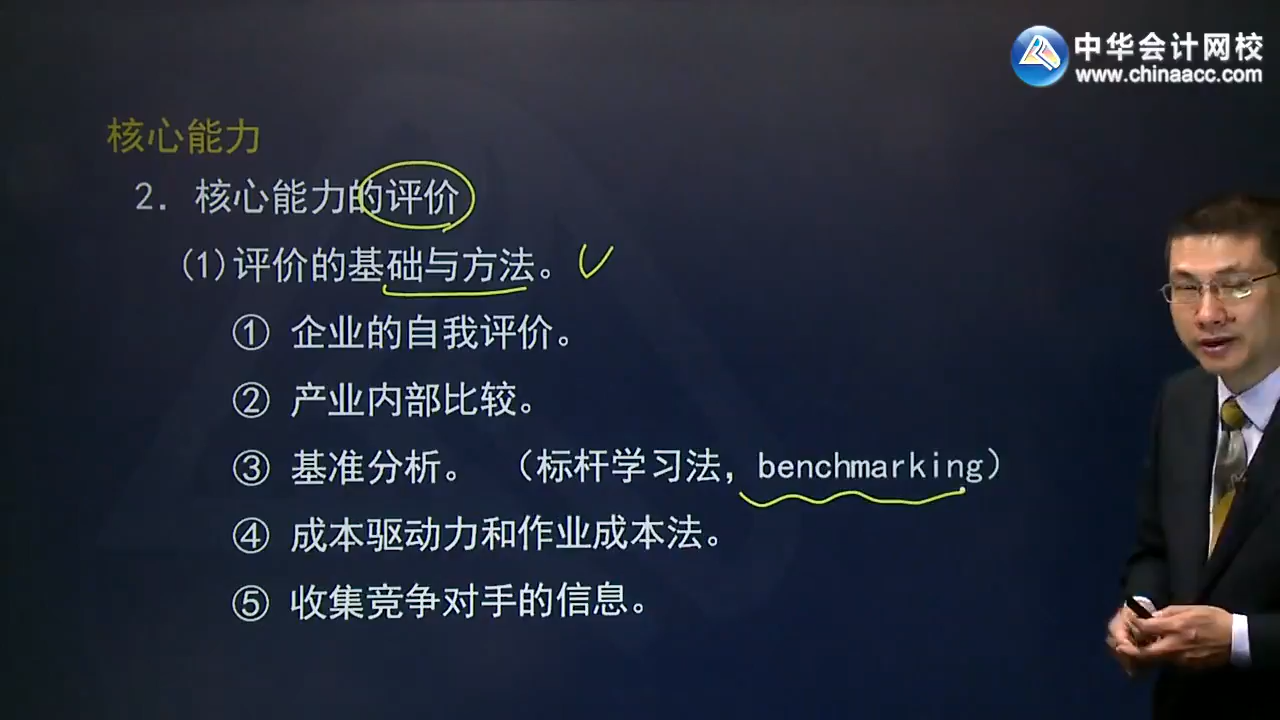 中华会计网校
www.chinaacc.com
核心能力
2．核心能力的评价
(1)评价的基础与方法。
① 企业的自我评价。
② 产业内部比较。
③ 基准分析。（标杆学习法，benchmarking）
④ 成本驱动力和作业成本法。
⑤ 收集竞争对手的信息。